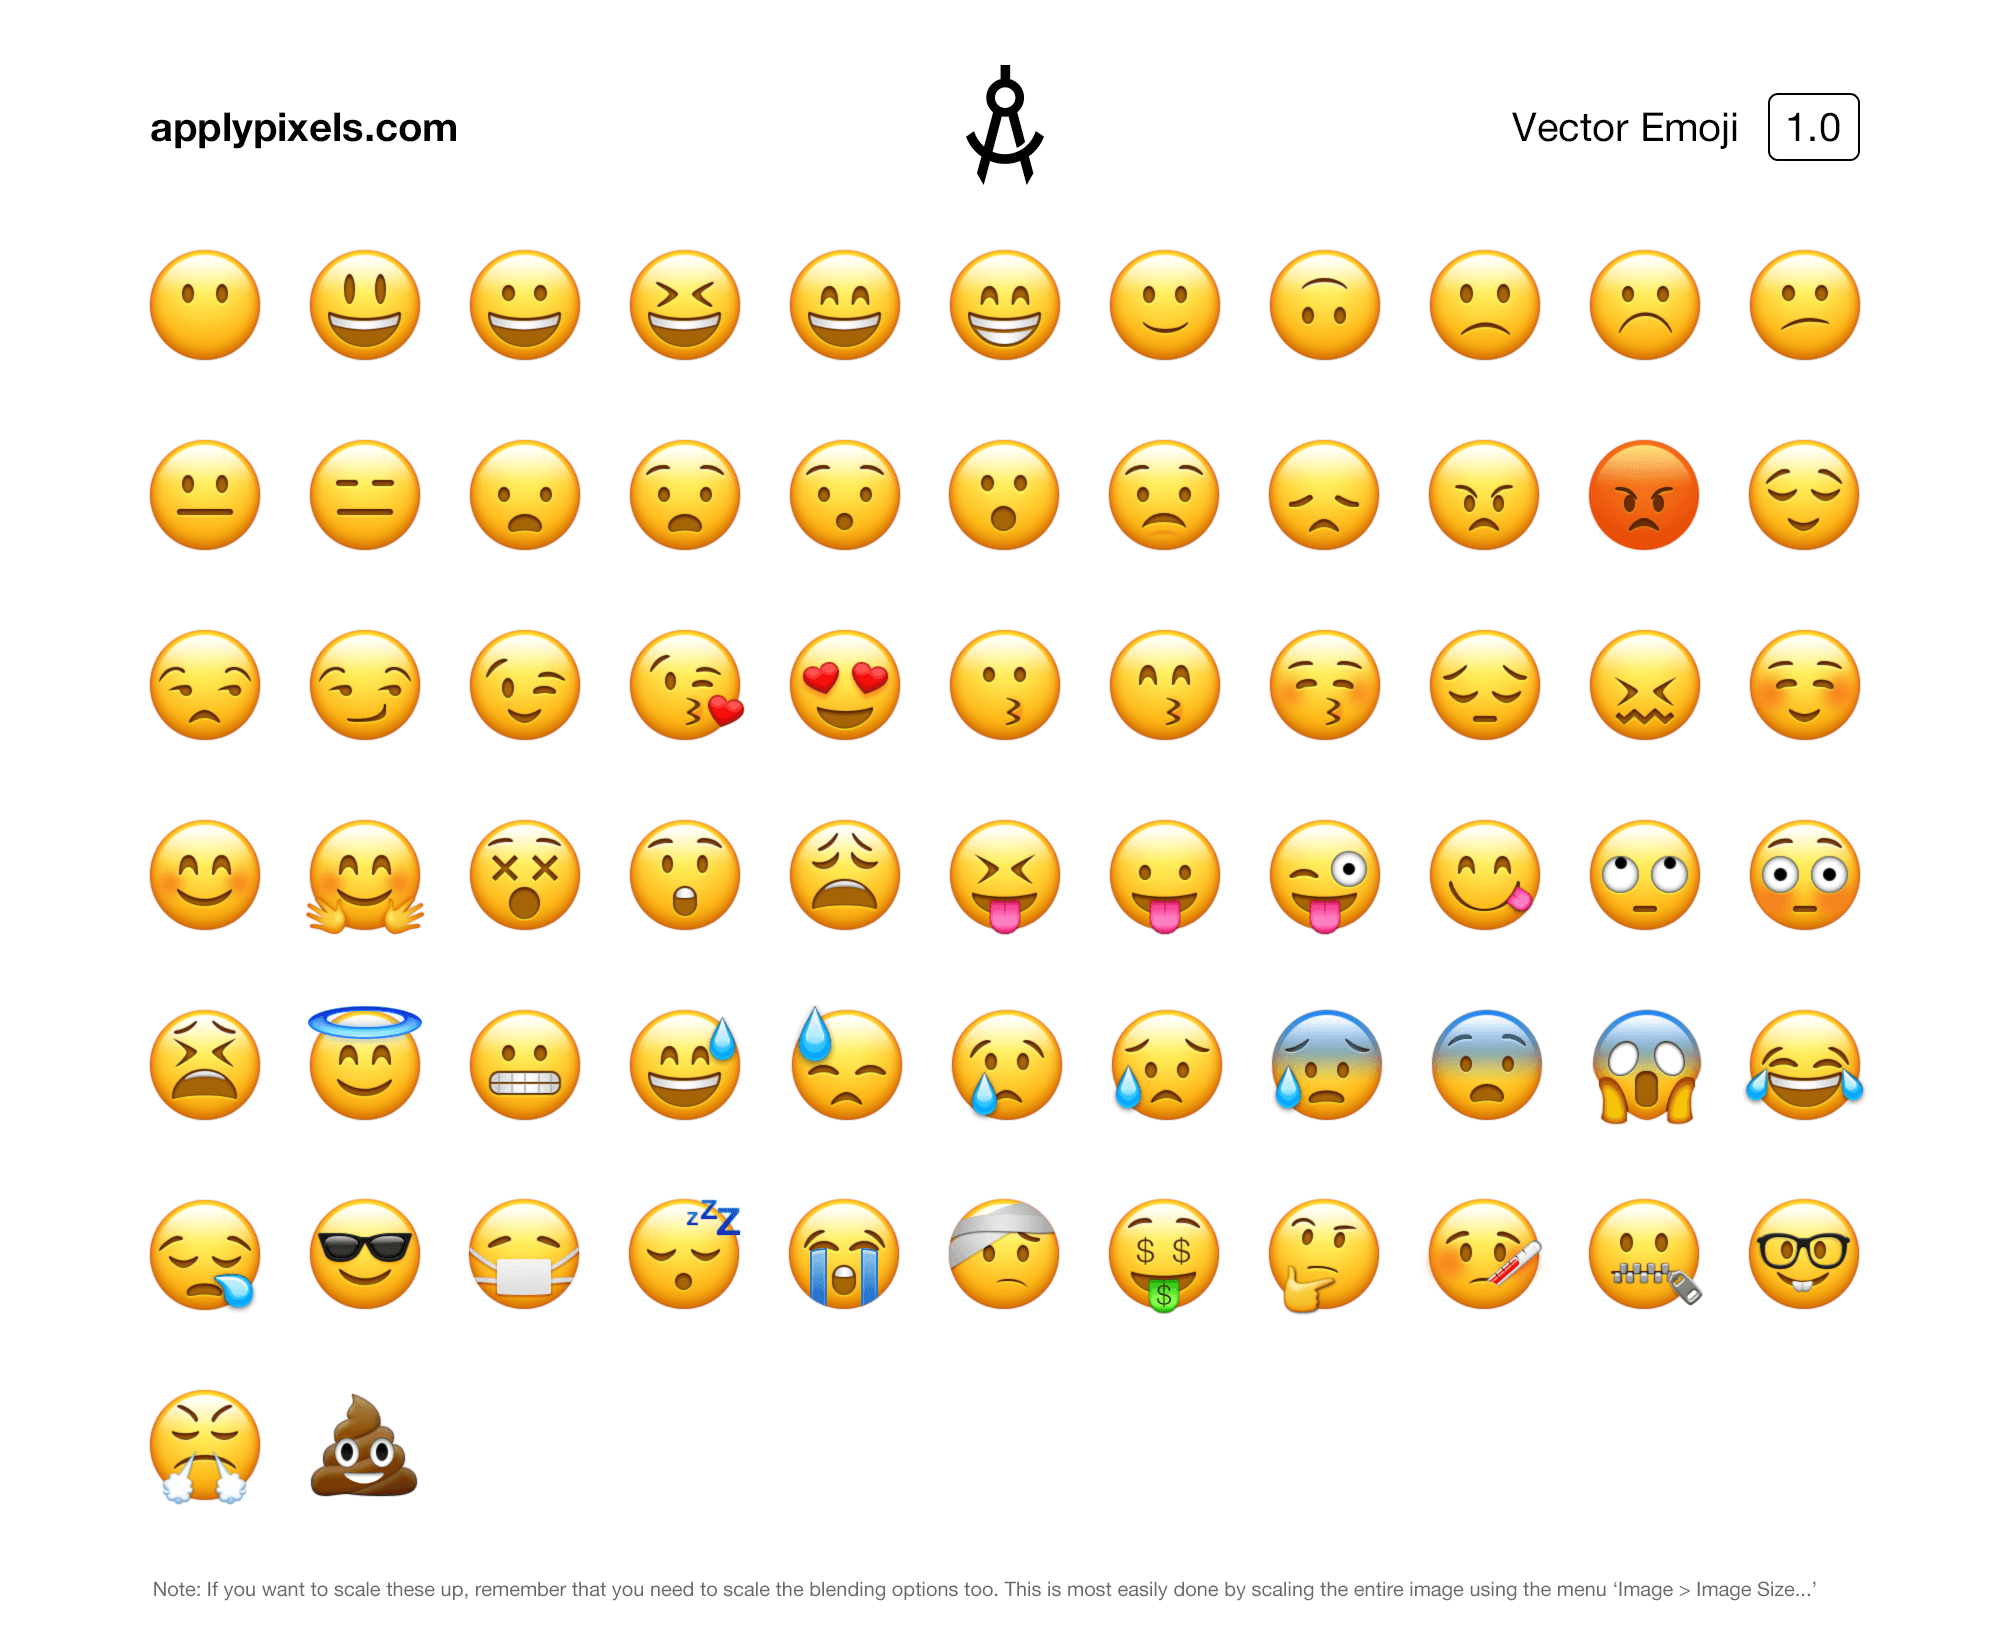 applypixels.com
Vector Emoji 1.0
z z z
$ $
$
Note: If you want to scale these up, remember that you need to scale the blending options too. This is most easily done by scaling the entire image using the menu ‘Image > Image Size...’